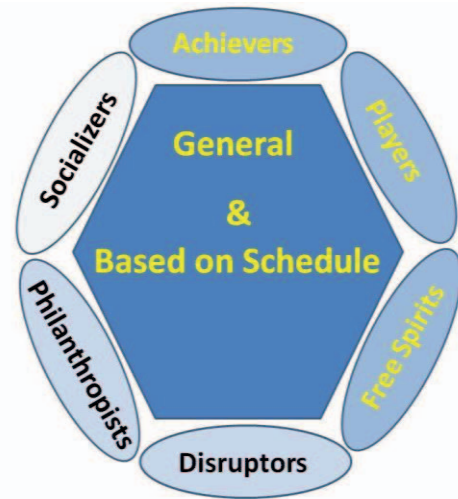 Achievers
Socializers
Players
General
&
Based on Schedule
Philanthropists
Free Spirits
Disruptors